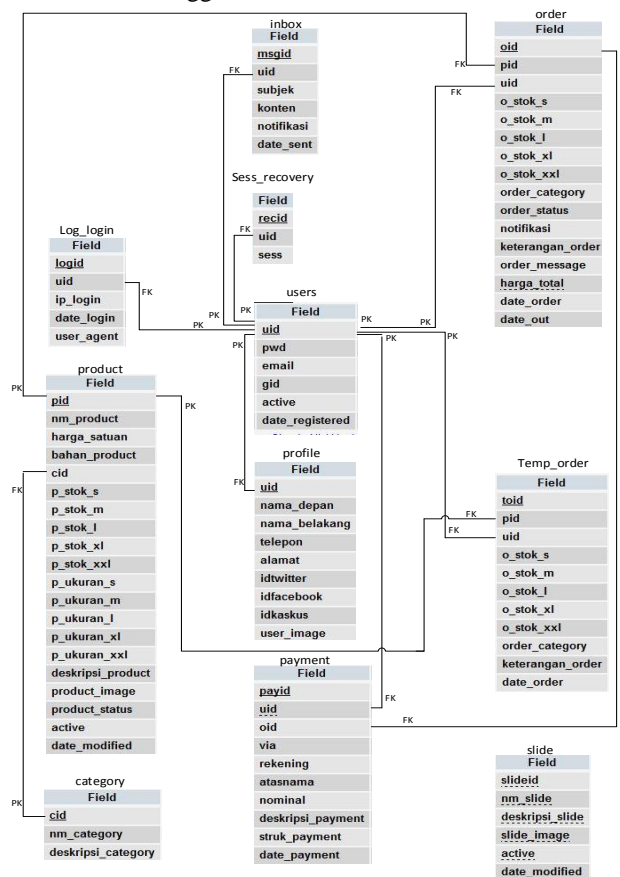 inbox
Field
msgid
uid
subjek
konten
notifikasi
date_sent
order
Field
oid
pid
uid
o_stok_s
o_stok_m
o_stok_l
o_stok_xl
o_stok_xxl
order_category
order_status
notifikasi
keterangan_order
order_message
harga_total
date_order
date_out
FK
FK
FK
Sess_recovery
Field
recid
uid
sess
FK
Log_login
Field
logid
uid
ip_login
date_login
user_agent
FK
users
Field
uid
pwd
email
gid
active
date_registered
PK
PK
PK
PK
PK
PK
PK
product
Field
pid
nm_product
harga_satuan
bahan_product
cid
p_stok_s
p_stok_m
p_stok_l
p_stok_xl
p_stok_xxl
p_ukuran_s
p_ukuran_m
p_ukuran_l
p_ukuran_xl
p_ukuran_xxl
deskripsi_product
product_image
product_status
active
date_modified
PK
PK
FK
profile
Field
uid
nama_depan
nama_belakang
telepon
alamat
idtwitter
idfacebook
idkaskus
user_image
FK
Temp_order
Field
toid
pid
uid
o_stok_s
o_stok_m
o_stok_l
o_stok_xl
o_stok_xxl
order_category
keterangan_order
date_order
FK
FK
payment
Field
payid
uid
oid
via
rekening
atasnama
nominal
deskripsi_payment
struk_payment
date_payment
FK
FK
category
Field
cid
nm_category
deskripsi_category
PK
slide
Field
slideid
nm_slide
deskripsi_slide
slide_image
active
date_modified